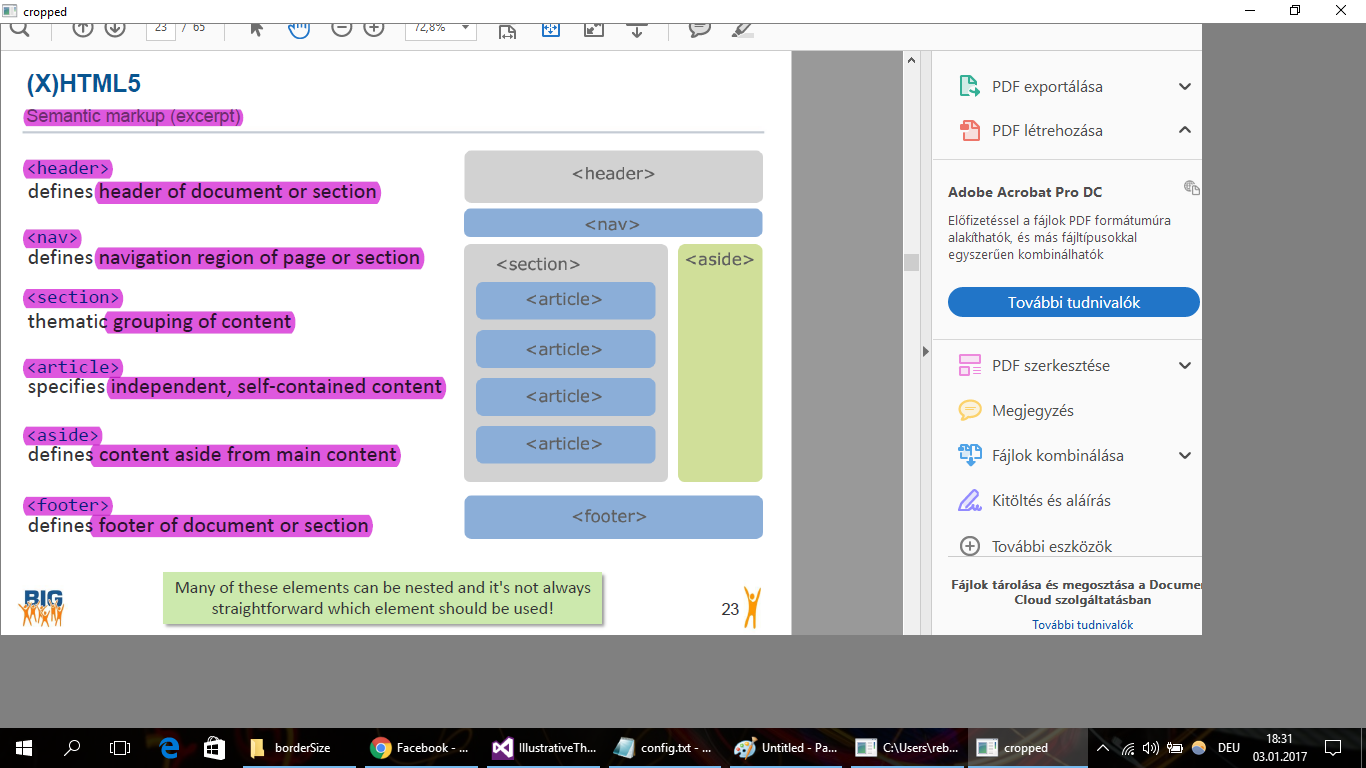 cropped
23 / 65
72,8%
(X)HTML5
Semantic markup (excerpt)
<header>
defines header of document or section
<nav>
defines navigation region of page or section
<section>
thematic grouping of content
<article>
specifies independent, self-contained content
<aside>
defines content aside from main content
<footer>
defines footer of document or section
<header>
<nav>
<section>
<aside>
<article>
<article>
<article>
<article>
<footer>
Many of these elements can be nested and it's not always
straightforward which element should be used!
BIG
23
PDF exportálása
PDF létrehozása
Adobe Acrobat Pro DC
Előfizetéssel a fájlok PDF formátumúra
alakíthatók, és más fájltípusokkal
egyszerűen kombinálhatók
További tudnivalók
PDF szerkesztése
Megjegyzés
Fájlok kombinálása
Kitöltés és aláírás
További eszközök
Fájlok tárolása és megosztása a Docume
Cloud szolgáltatásban
További tudnivalók
borderSize
Facebook - ...
IllustrativeTh...
config.txt - ...
Untitled - Pa...
C:\Users\reb...
cropped
DEU
18:31
03.01.2017